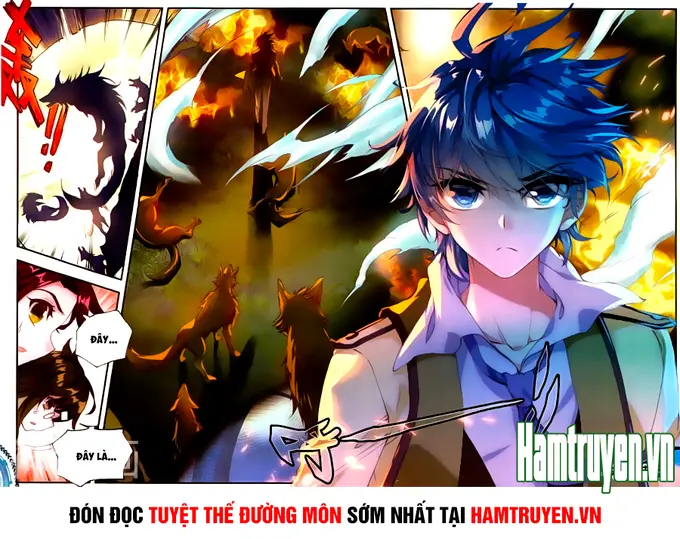 ĐÂY...
ĐÂY LÀ...
Hamtruyen.vn
ĐÓN ĐỌC TUYỆT THẾ ĐƯỜNG MÔN SỚM NHẤT TẠI HAMTRUYEN.VN